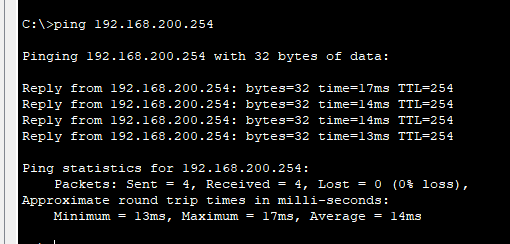 C:\>ping 192.168.200.254
Pinging 192.168.200.254 with 32 bytes of data:
Reply from 192.168.200.254: bytes=32 time=17ms TTL=254
Reply from 192.168.200.254: bytes=32 time=14ms TTL=254
Reply from 192.168.200.254: bytes=32 time=14ms TTL=254
Reply from 192.168.200.254: bytes=32 time=13ms TTL=254
Ping statistics for 192.168.200.254:
Packets: Sent = 4, Received = 4, Lost = 0 (0% loss),
Approximate round trip times in milli-seconds:
Minimum = 13ms, Maximum = 17ms, Average = 14ms